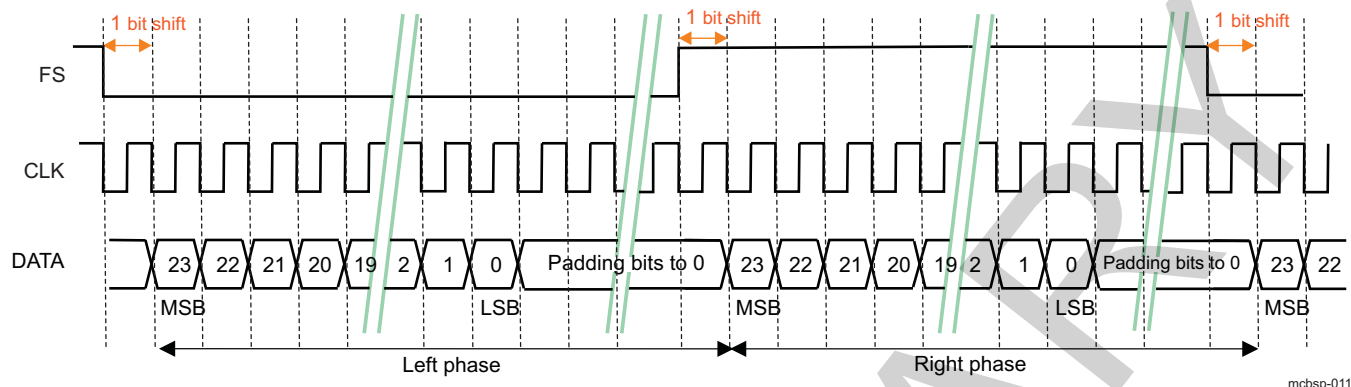 1 bit shift 1 bit shift 1 bit shift
FS
CLK
DATA 23 22 21 20 19 2 1 0 Padding bits to 0 23 22 21 20 19 2 1 0 Padding bits to 0 23 22
MSB LSB MSB LSB MSB
Left phase Right phase
mcbsp-011
ARY